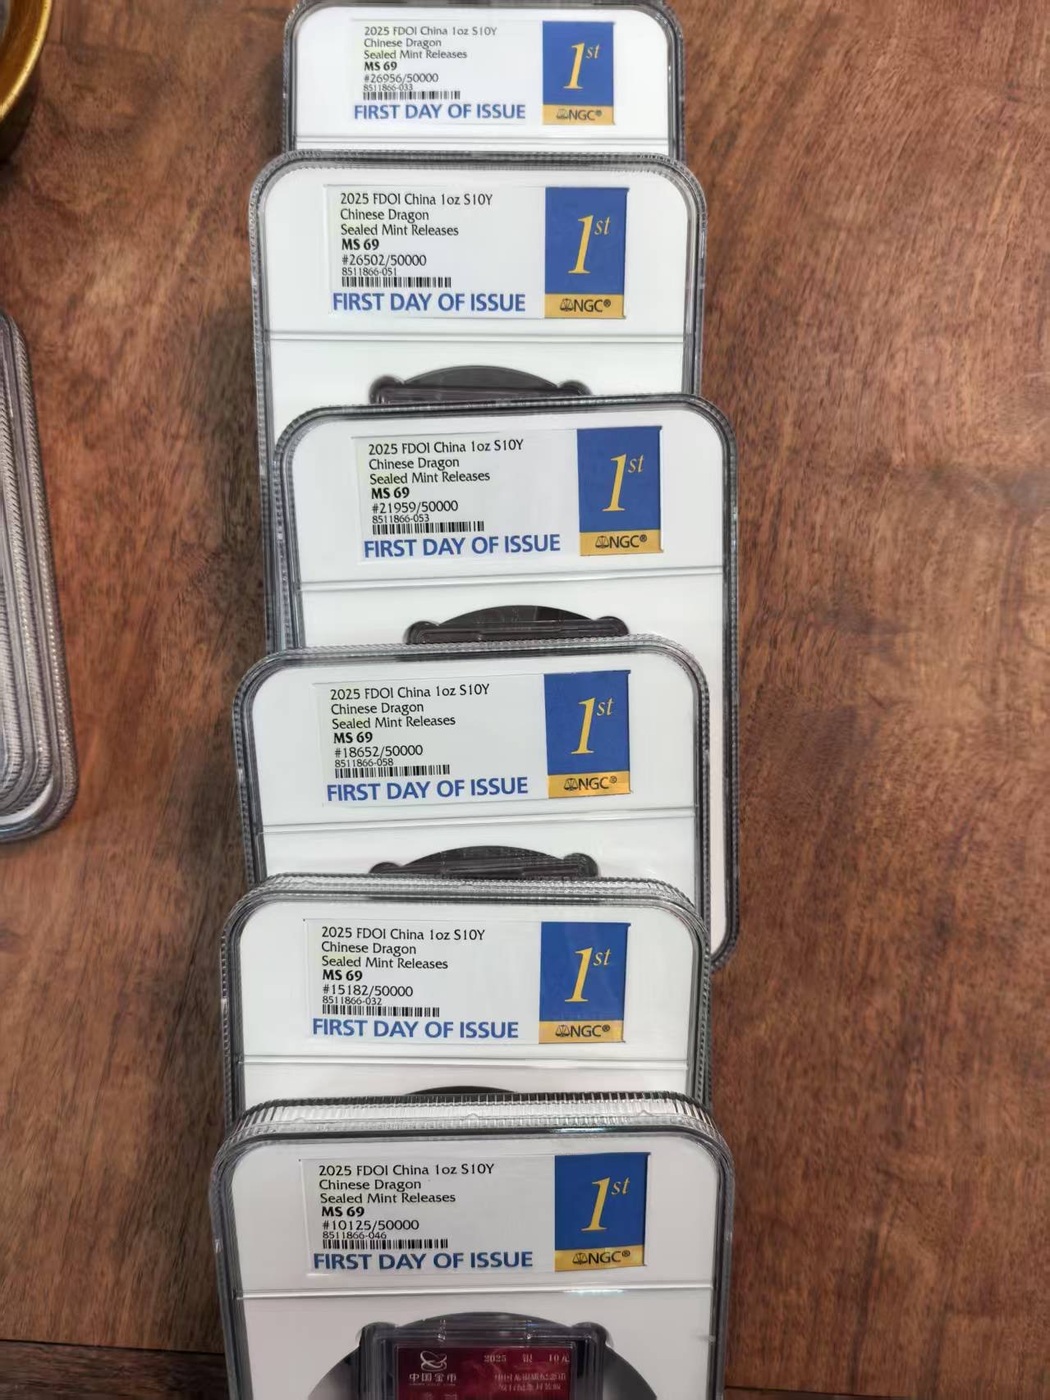 2025 FDOI China 1oz S10Y
Chinese Dragon
Sealed Mint Releases
MS 69
#26956/50000
8511866-033
FIRST DAY OF ISSUE
1st
NGC®
2025 FDOI China 1oz S10Y
Chinese Dragon
Sealed Mint Releases
MS 69
#26502/50000
8511866-051
FIRST DAY OF ISSUE
1st
NGC®
2025 FDOI China 1oz S10Y
Chinese Dragon
Sealed Mint Releases
MS 69
#21959/50000
8511866-053
FIRST DAY OF ISSUE
1st
NGC®
2025 FDOI China 1oz S10Y
Chinese Dragon
Sealed Mint Releases
MS 69
#18652/50000
8511866-058
FIRST DAY OF ISSUE
1st
NGC®
2025 FDOI China 1oz S10Y
Chinese Dragon
Sealed Mint Releases
MS 69
#15182/50000
8511866-032
FIRST DAY OF ISSUE
1st
NGC®
2025 FDOI China 1oz S10Y
Chinese Dragon
Sealed Mint Releases
MS 69
#10125/50000
8511866-046
FIRST DAY OF ISSUE
1st
NGC®
中国金币
2025 银 10元